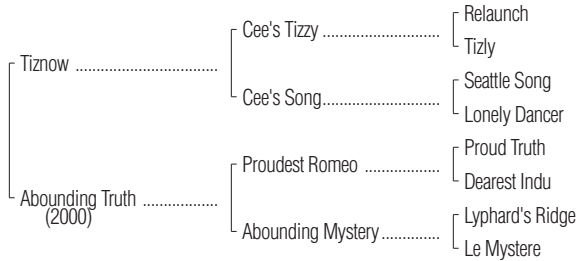 Relaunch
Cee's Tizzy ............................
Tizly
Tiznow ..................................
Seattle Song
Cee's Song............................
Lonely Dancer
Proud Truth
Proudest Romeo ..................
Dearest Indu
Abounding Truth ..................
(2000)
Lyphard's Ridge
Abounding Mystery..............
Le Mystere